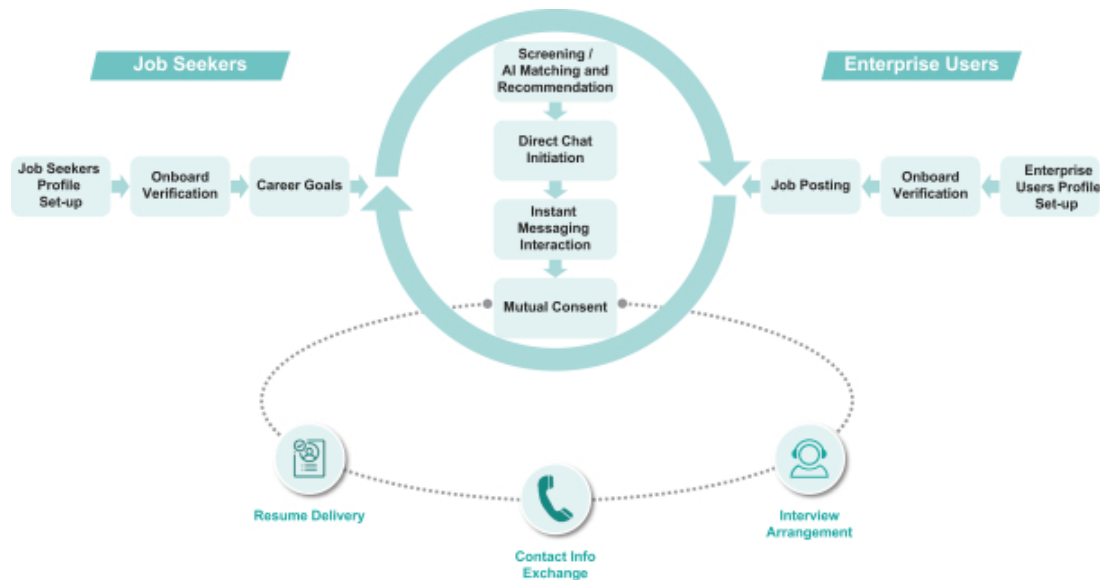 Job Seekers
Enterprise Users
Screening /
AI Matching and
Recommendation
Direct Chat
Initiation
Instant
Messaging
Interaction
Mutual Consent
Job Seekers
Profile
Set-up
Onboard
Verification
Career Goals
Job Posting
Onboard
Verification
Enterprise
Users Profile
Set-up
Resume Delivery
Contact Info
Exchange
Interview
Arrangement